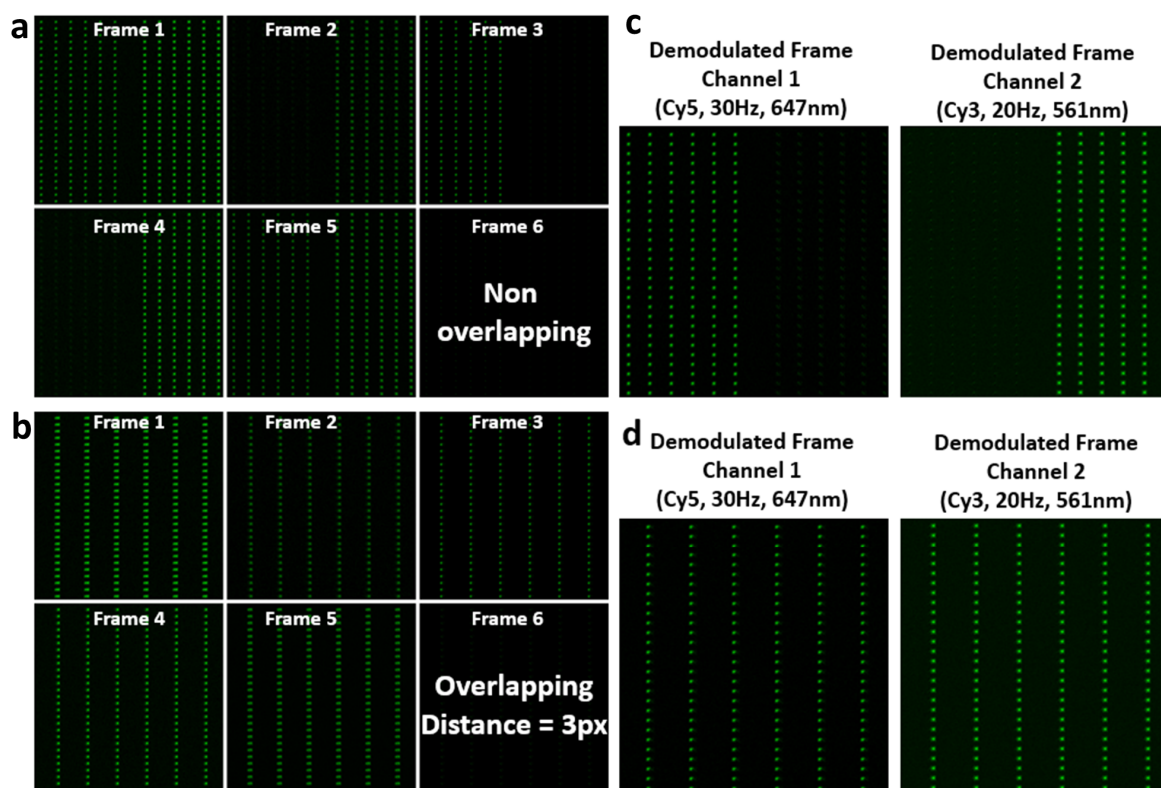 a
Frame 1
Frame 2
Frame 3
Frame 4
Frame 5
Frame 6
Non
overlapping
b
Frame 1
Frame 2
Frame 3
Frame 4
Frame 5
Frame 6
Overlapping
Distance = 3px
c
Demodulated Frame
Channel 1
(Cy5, 30Hz, 647nm)
Demodulated Frame
Channel 2
(Cy3, 20Hz, 561nm)
d
Demodulated Frame
Channel 1
(Cy5, 30Hz, 647nm)
Demodulated Frame
Channel 2
(Cy3, 20Hz, 561nm)